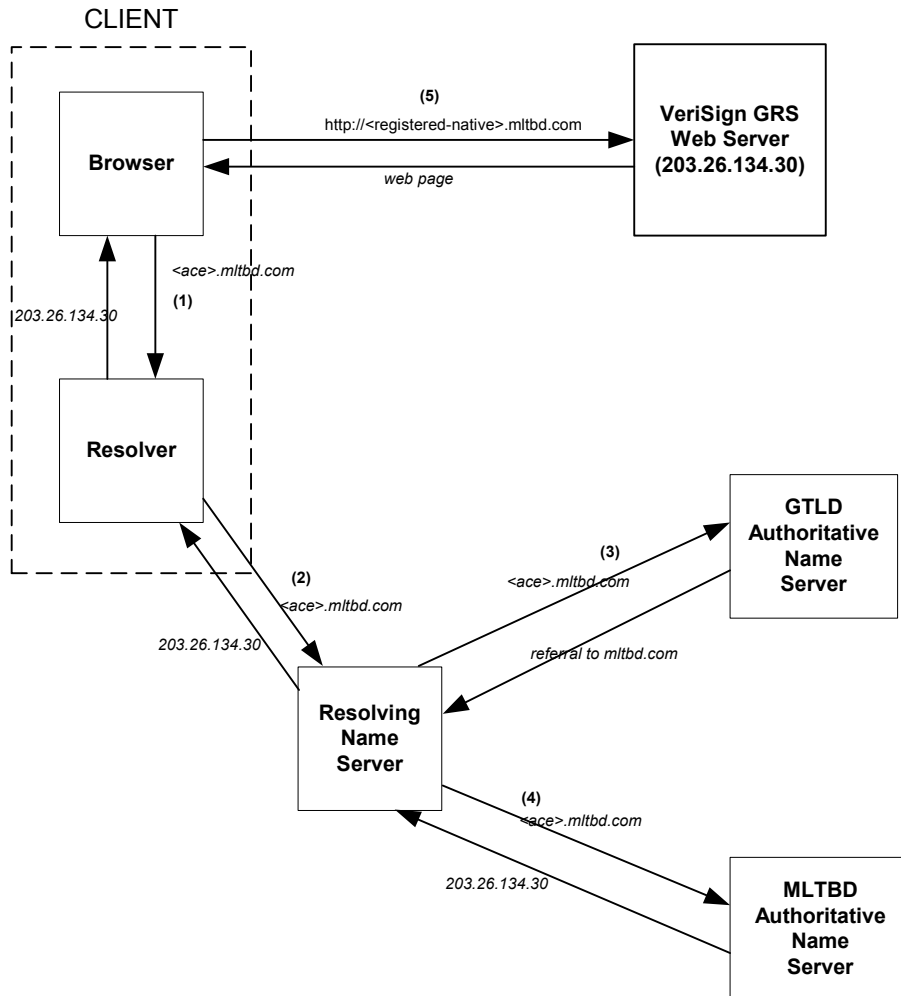 CLIENT
(5)
http://<registered-native>.mltbd.com
web page
VeriSign GRS
Web Server
(203.26.134.30)
Browser
<ace>.mltbd.com
(1)
203.26.134.30
Resolver
(2)
<ace>.mltbd.com
203.26.134.30
(3)
<ace>.mltbd.com
referral to mltbd.com
GTLD
Authoritative
Name
Server
Resolving
Name
Server
(4)
<ace>.mltbd.com
203.26.134.30
MLTBD
Authoritative
Name
Server